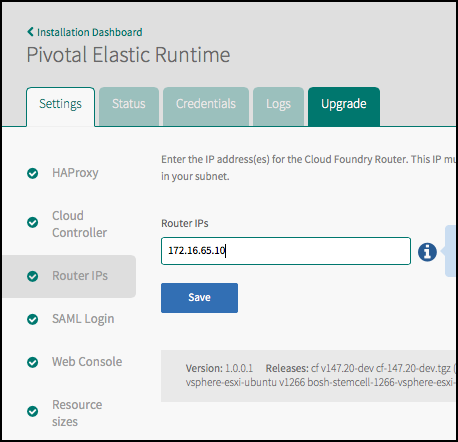 Installation Dashboard
Pivotal Elastic Runtime
Settings
Status
Credentials
Logs
Upgrade
HAProxy
Cloud
Controller
Router IPs
SAML Login
Web Console
Resource
sizes
Enter the IP address(es) for the Cloud Foundry Router. This IP mu
in your subnet.
Router IPs
172.16.65.10
Save
Version: 1.0.0.1 Releases: cf v147.20-dev cf-147.20-dev.tgz (
vsphere-esxi-ubuntu v1266 bosh-stemcell-1266-vsphere-esxi-